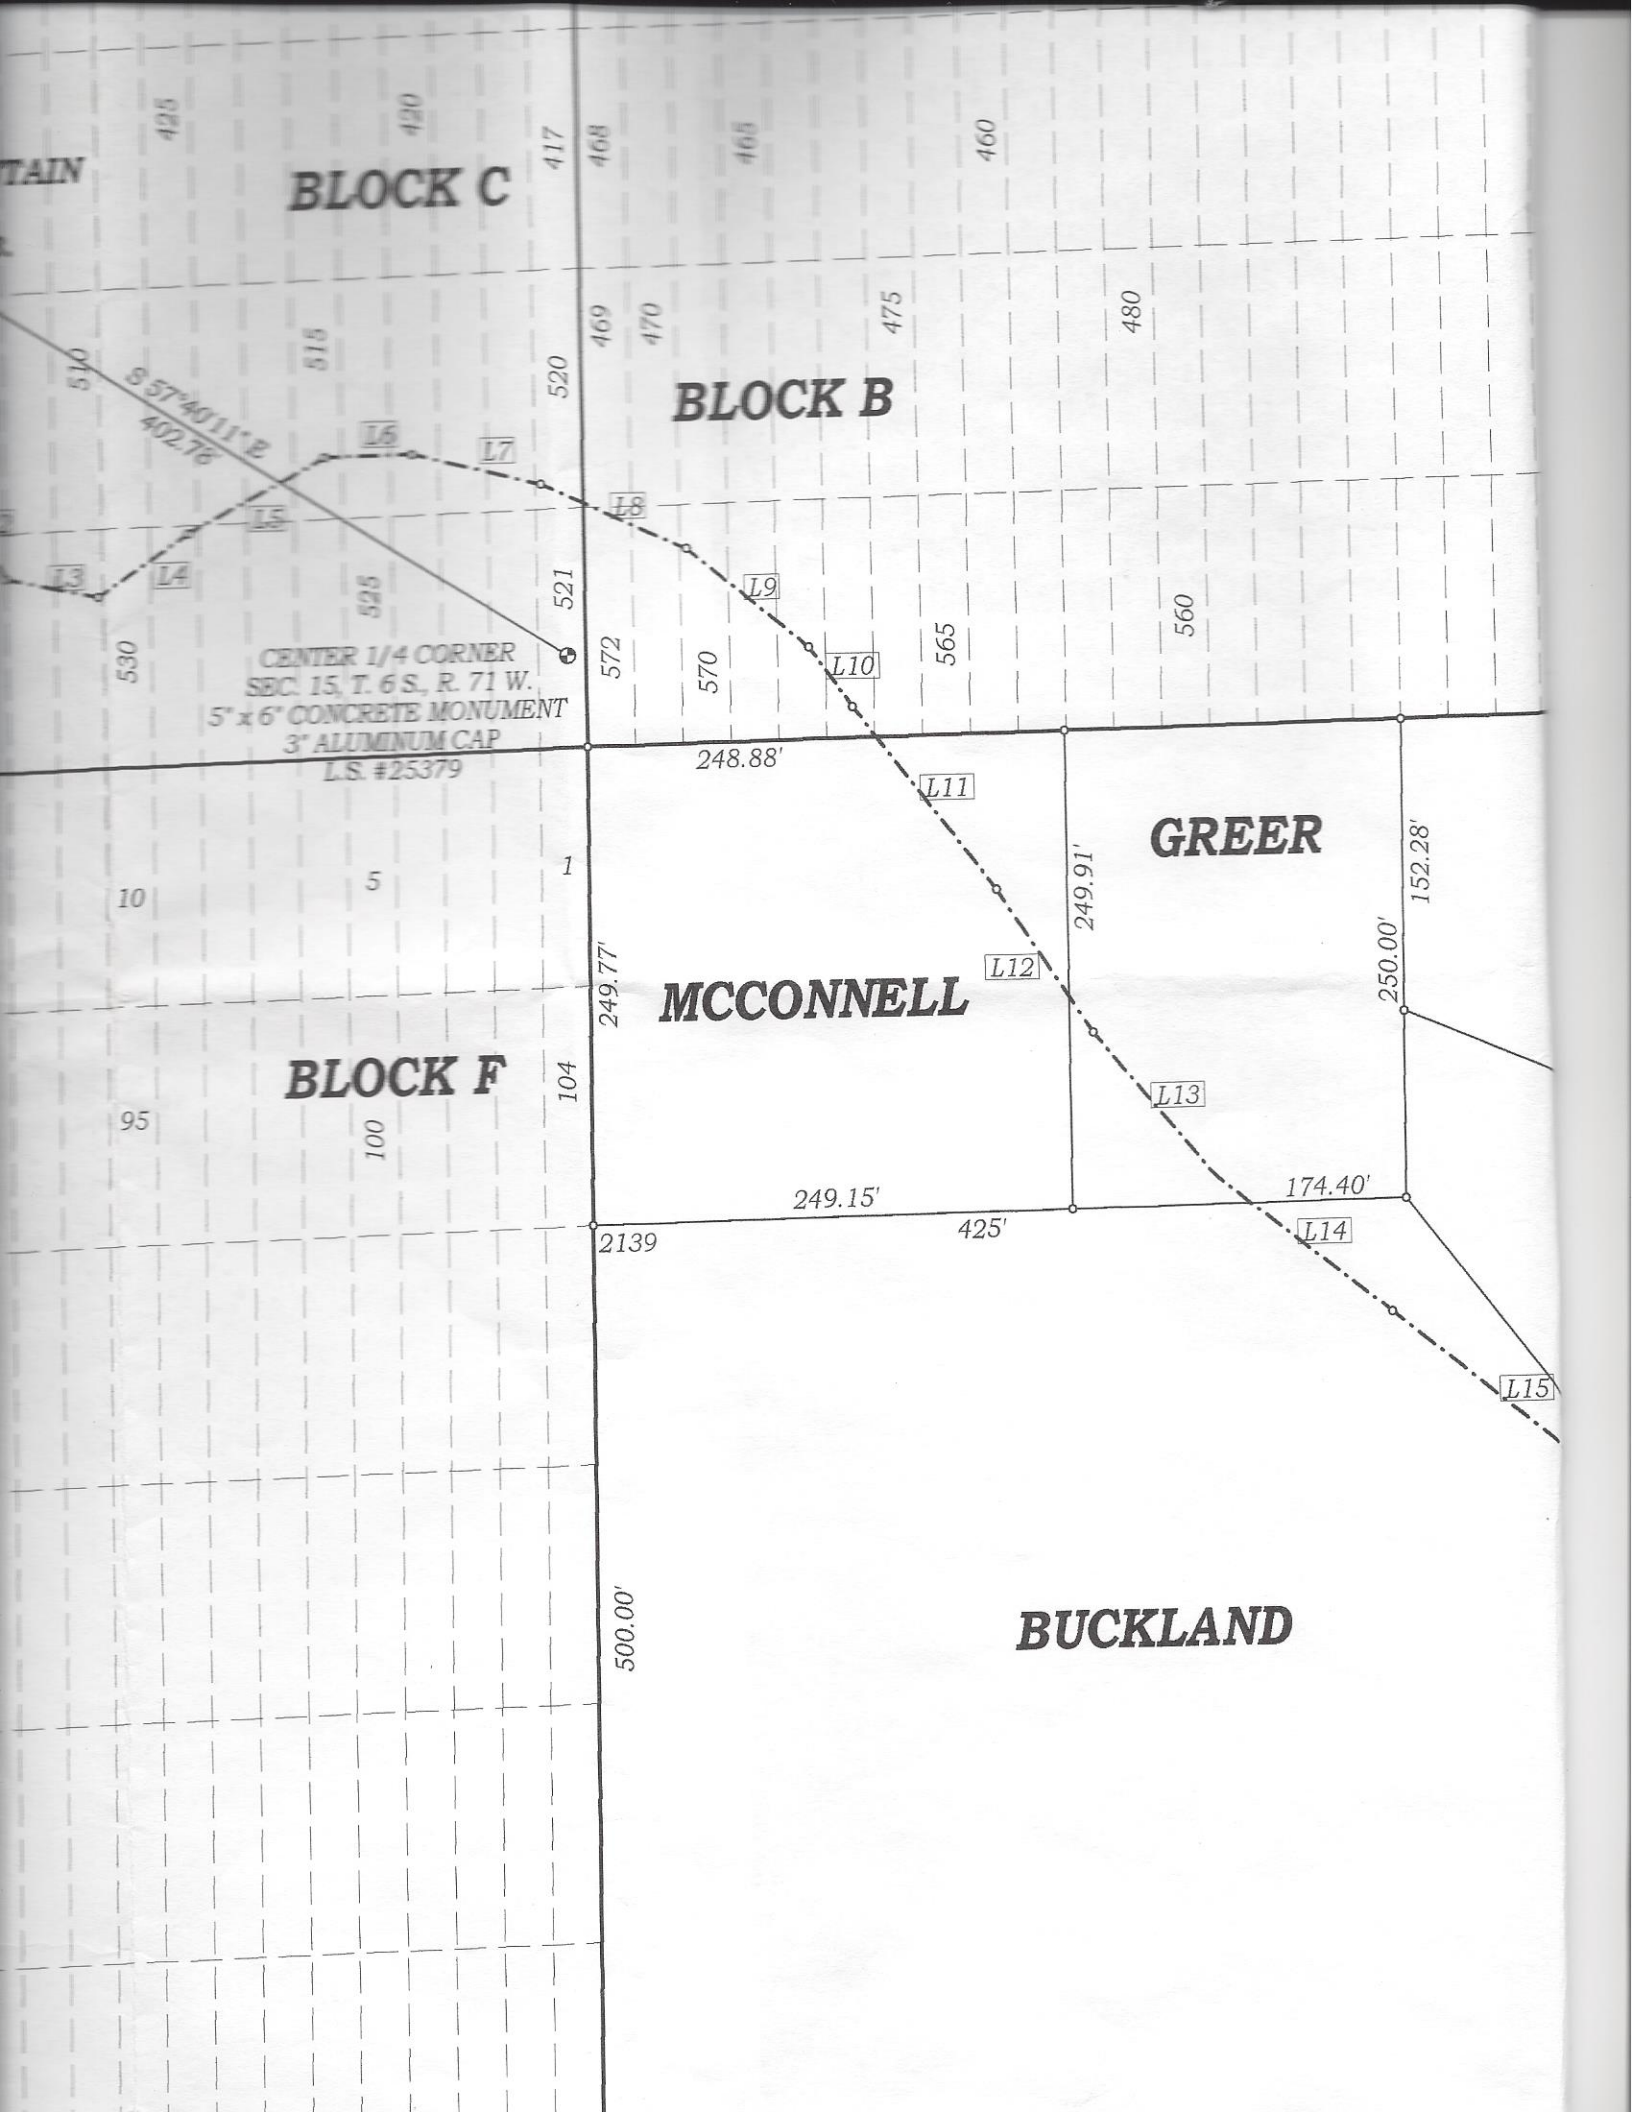 425
420
417
468
465
460
TAIN
BLOCK C
469
470
475
480
510
515
520
BLOCK B
S 57°40'11" E
402.78'
L6
L7
L8
L5
L3
L4
L9
L10
525
521
530
572
570
565
560
CENTER 1/4 CORNER
SEC. 15, T. 6 S., R. 71 W.
5" x 6" CONCRETE MONUMENT
3" ALUMINUM CAP
L.S. #25379
248.88'
L11
GREER
10
5
1
249.91'
152.28'
249.77'
MCCONNELL
L12
250.00'
BLOCK F
104
95
100
L13
249.15'
174.40'
2139
425'
L14
L15
500.00'
BUCKLAND